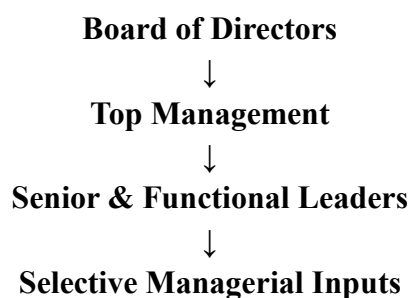 Board of Directors
↓
Top Management
↓
Senior & Functional Leaders
↓
Selective Managerial Inputs